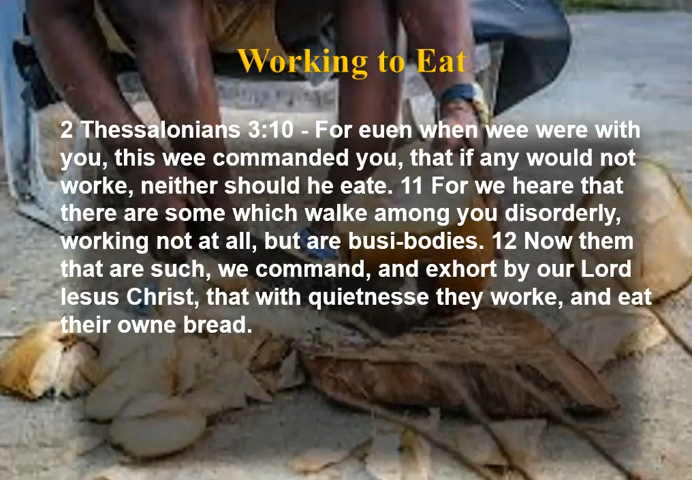 Working to Eat
2 Thessalonians 3:10 - For euen when wee were with
you, this wee commanded you, that if any would not
worke, neither should he eate. 11 For we heare that
there are some which walke among you disorderly,
working not at all, but are busi-bodies. 12 Now them
that are such, we command, and exhort by our Lord
Iesus Christ, that with quietnesse they worke, and eat
their owne bread.